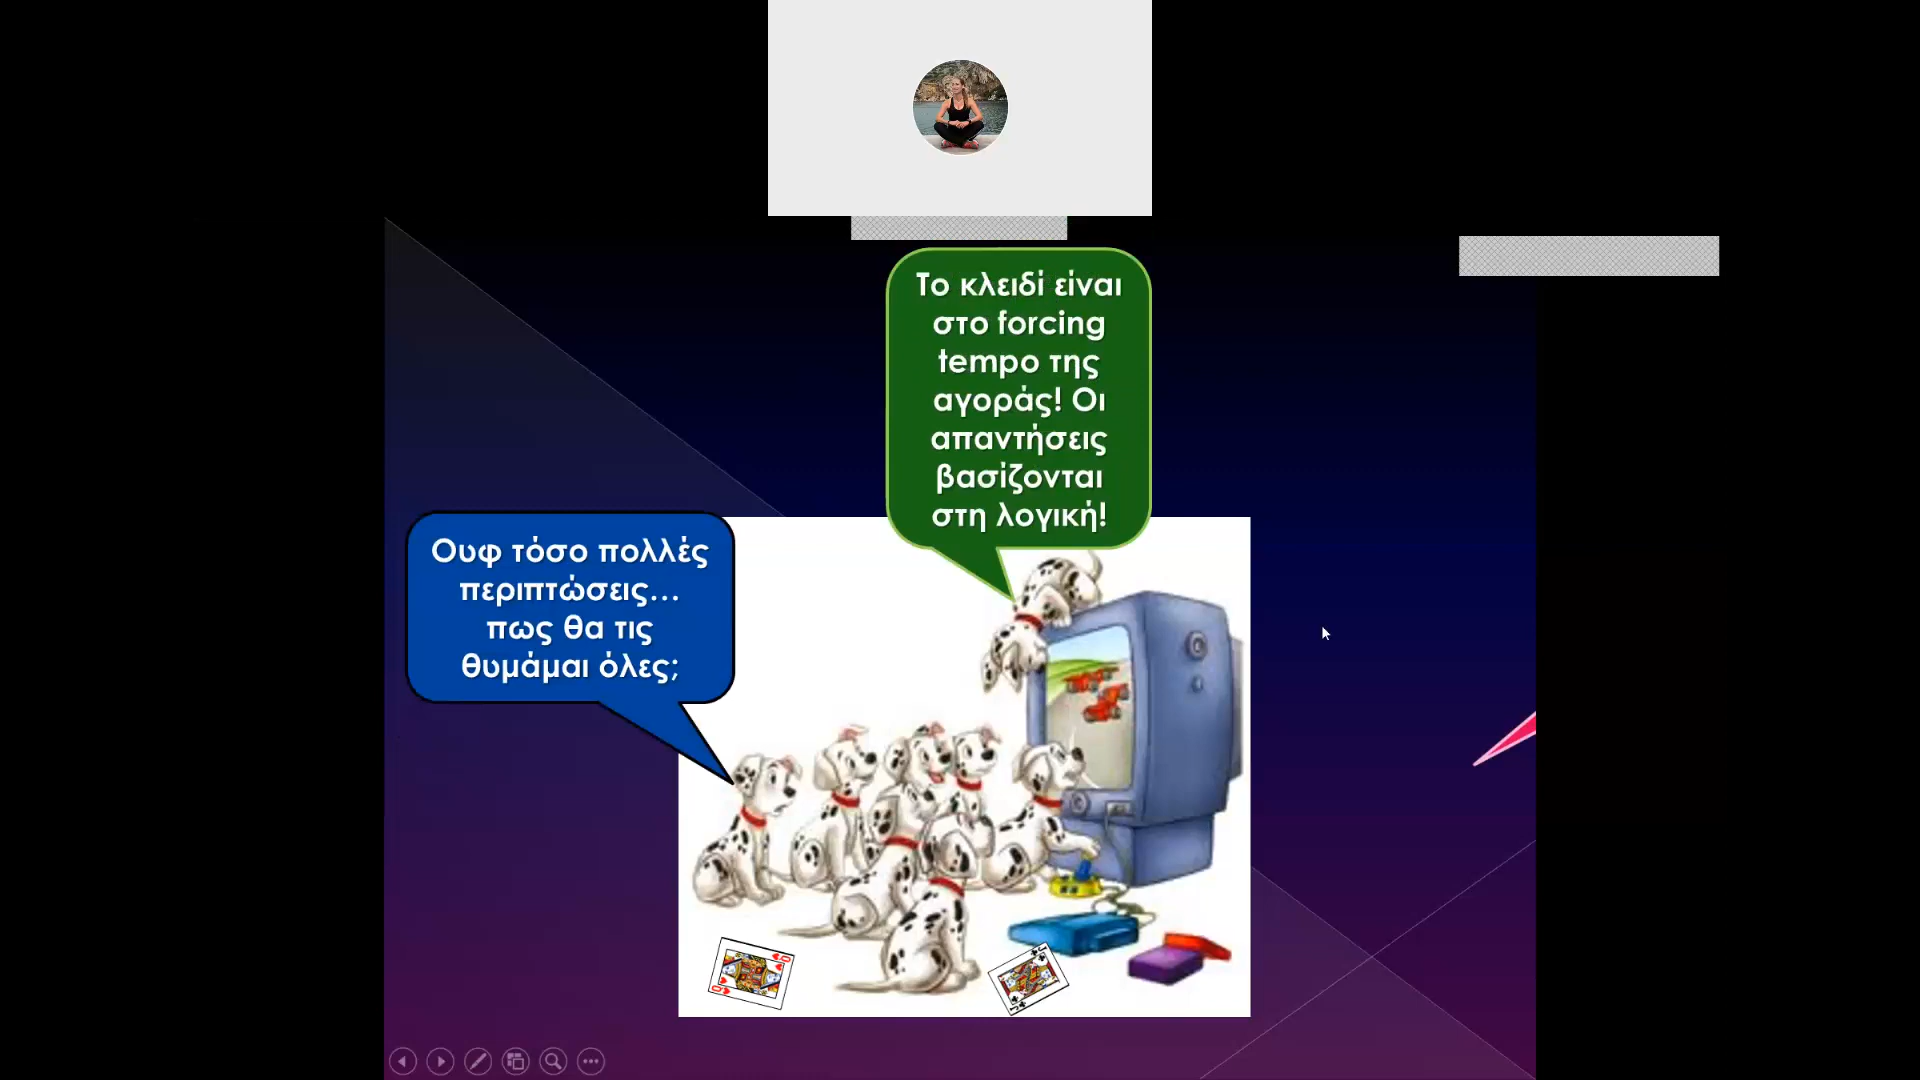 Το κλειδί είναι
στο forcing
tempo της
αγοράς! Οι
απαντήσεις
βασίζονται
στη λογική!
Ουφ τόσο πολλές
περιπτώσεις...
πως θα τις
θυμάμαι όλες;